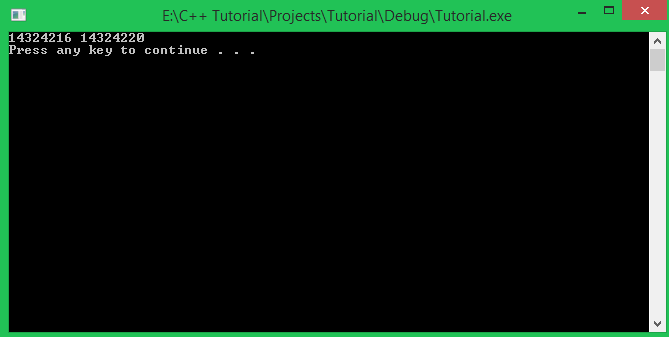 E:\C++ Tutorial\Projects\Tutorial\Debug\Tutorial.exe
14324216 14324220
Press any key to continue . . .